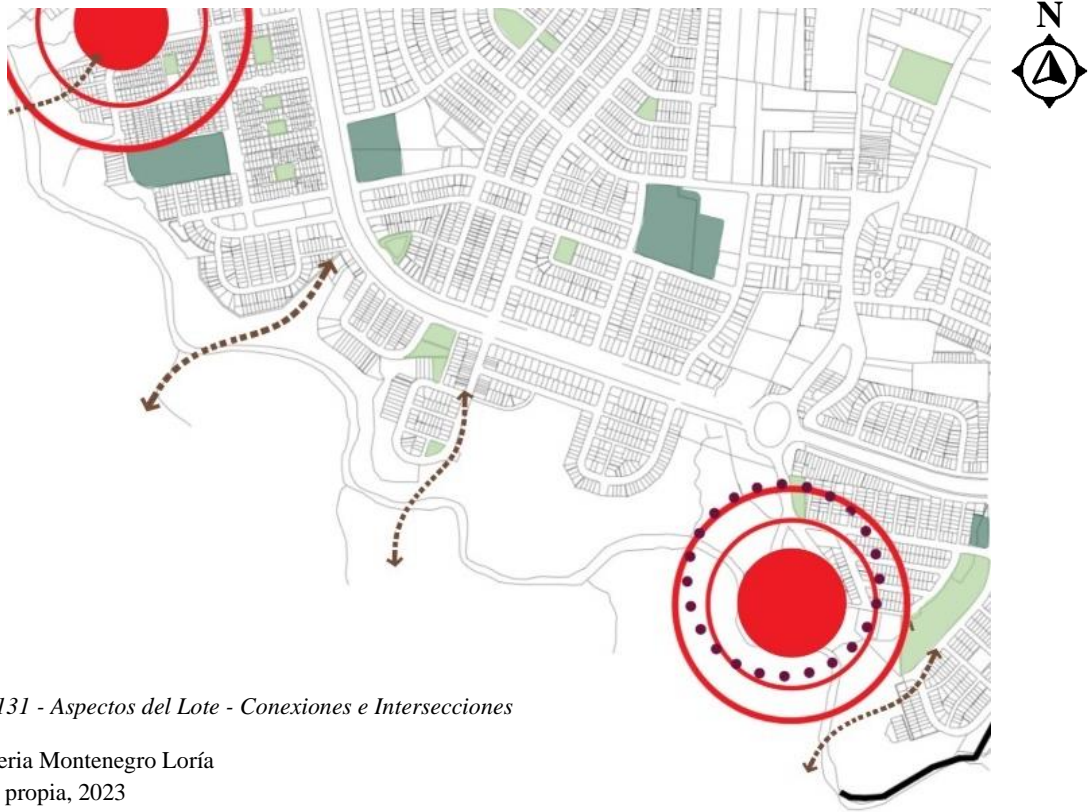 N
131 - Aspectos del Lote - Conexiones e Intersecciones
eria Montenegro Loría
propia, 2023